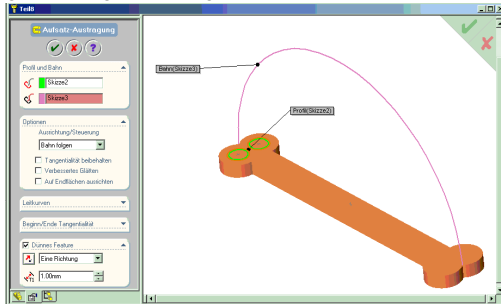 Teil8
Aufsatz-Austragung
Profil und Bahn
Skizze2
Skizze3
Optionen
Ausrichtung/Steuerung
Bahn folgen
Tangentialität beibehalten
Verbessertes Glätten
Auf Endflächen ausrichten
Leitkurven
Beginn/Ende Tangentialität
Dünnes Feature
Eine Richtung
1.00mm
Bahn(Skizze3)
Profil(Skizze2)